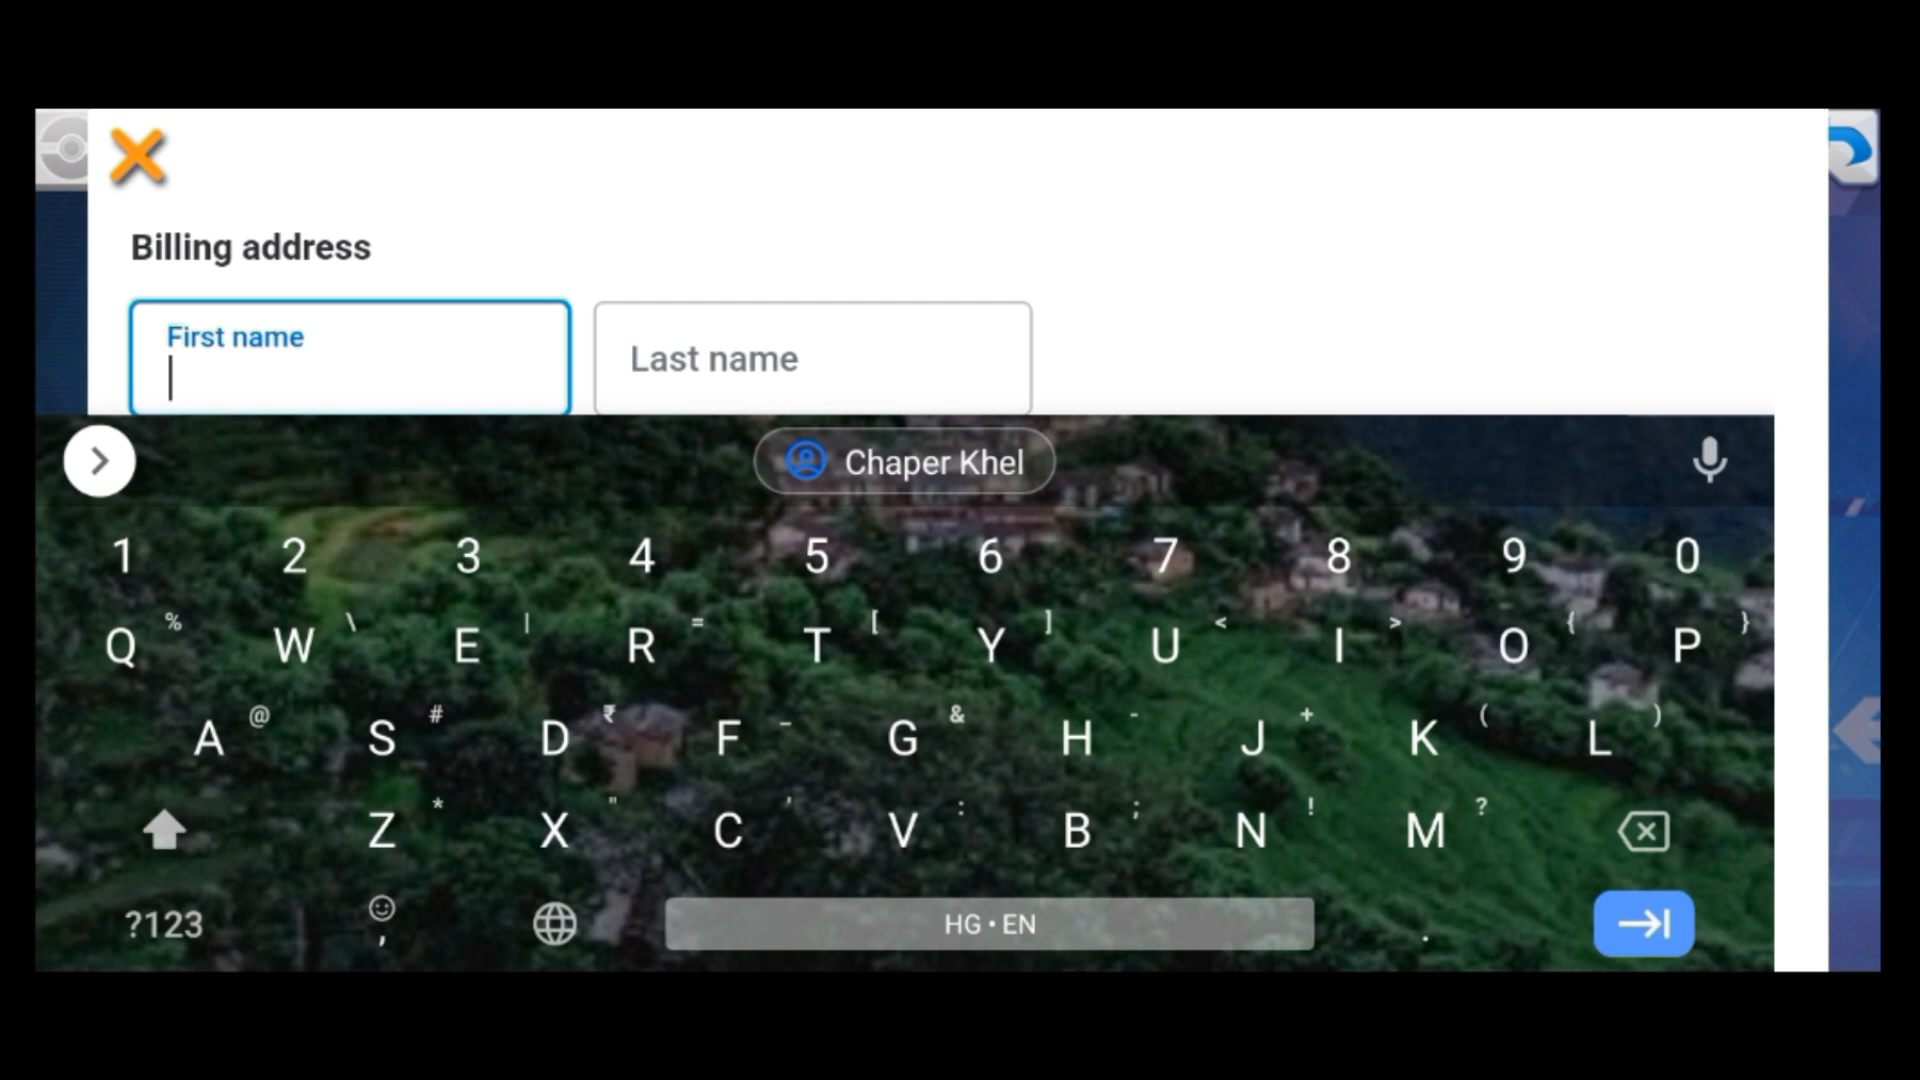 Billing address
First name
Last name
Chaper Khel
1 2 3 4 5 6 7 8 9 0
% \ | = [ ] < > { }
Q W E R T Y U I O P
@ # ₹ _ & - + ( )
A S D F G H J K L
* " ' : ; ! ?
Z X C V B N M
?123 , HG • EN .